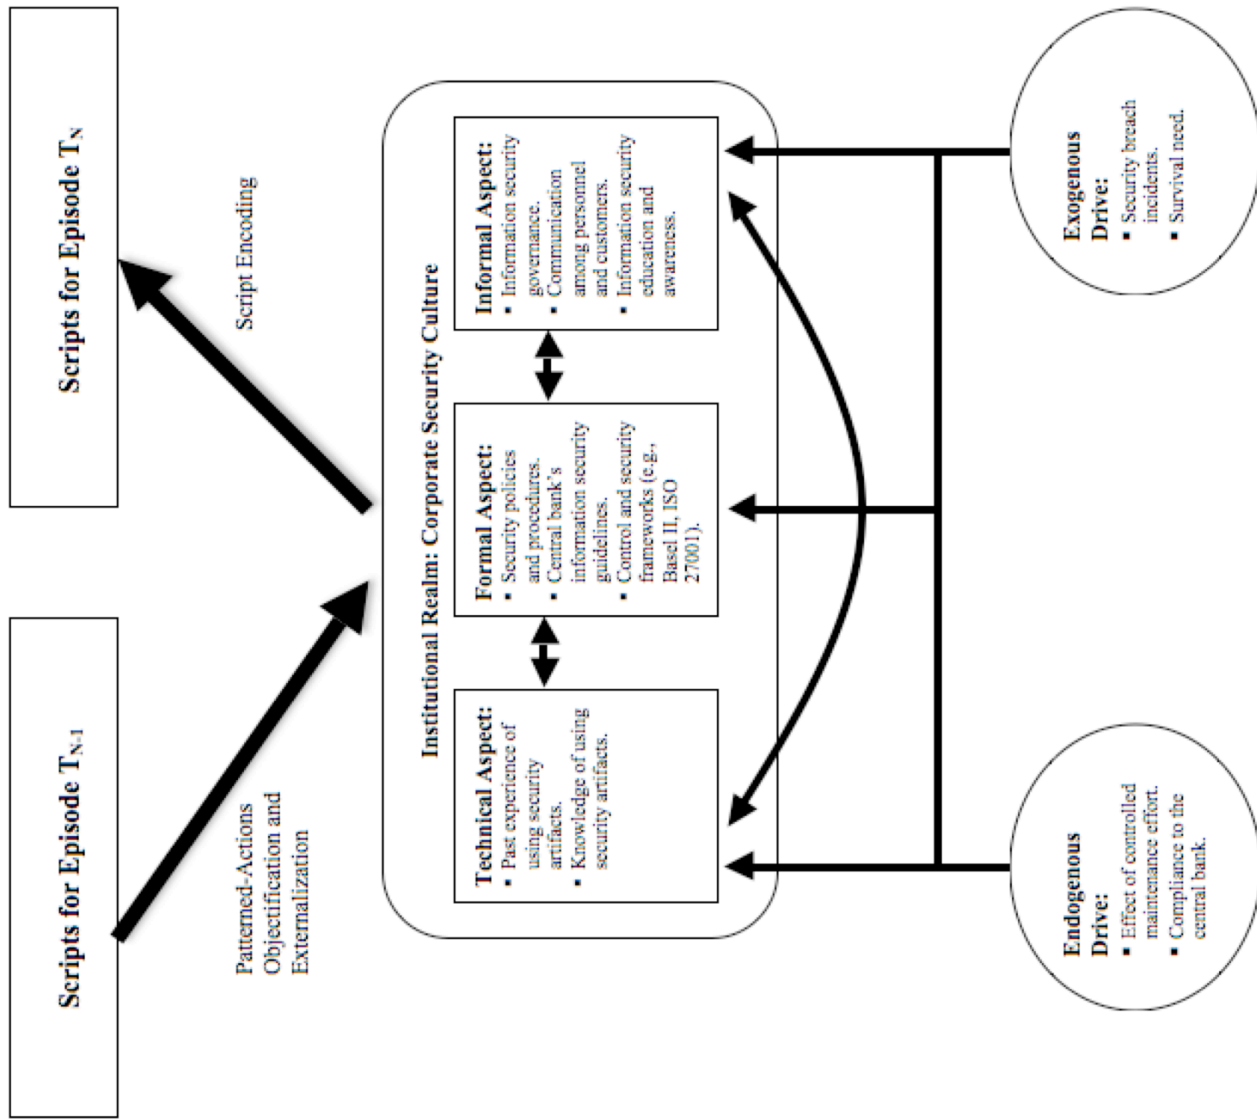 Scripts for Episode T_N-1
Scripts for Episode T_N
Patterned-Actions
Objectification and
Externalization
Script Encoding
Institutional Realm: Corporate Security Culture
Technical Aspect:
▪ Past experience of
using security
artifacts.
▪ Knowledge of using
security artifacts.
Formal Aspect:
▪ Security policies
and procedures.
▪ Central bank’s
information security
guidelines.
▪ Control and security
frameworks (e.g.,
Basel II, ISO
27001).
Informal Aspect:
▪ Information security
governance.
▪ Communication
among personnel
and customers.
▪ Information security
education and
awareness.
Endogenous
Drive:
▪ Effect of controlled
maintenance effort.
▪ Compliance to the
central bank.
Exogenous
Drive:
▪ Security breach
incidents.
▪ Survival need.